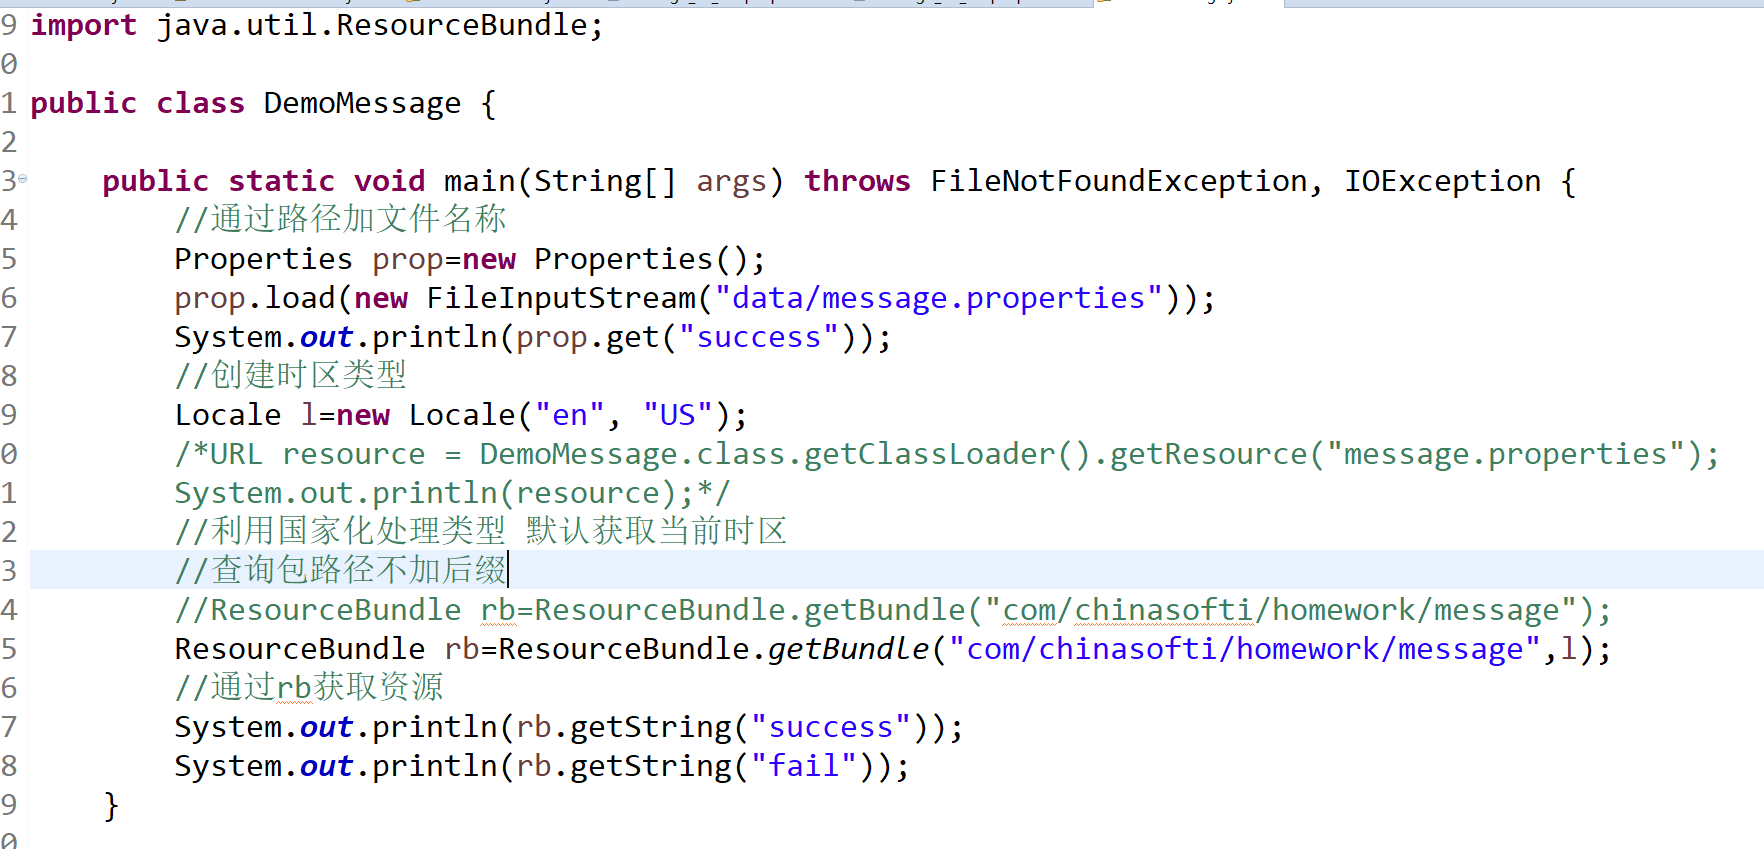 9 import java.util.ResourceBundle;
0
1 public class DemoMessage {
2
3 public static void main(String[] args) throws FileNotFoundException, IOException {
4 //通过路径加文件名称
5 Properties prop=new Properties();
6 prop.load(new FileInputStream("data/message.properties"));
7 System.out.println(prop.get("success"));
8 //创建时区类型
9 Locale l=new Locale("en", "US");
0 /*URL resource = DemoMessage.class.getClassLoader().getResource("message.properties");
1 System.out.println(resource);*/
2 //利用国家化处理类型 默认获取当前时区
3 //查询包路径不加后缀
4 //ResourceBundle rb=ResourceBundle.getBundle("com/chinasofti/homework/message");
5 ResourceBundle rb=ResourceBundle.getBundle("com/chinasofti/homework/message",l);
6 //通过rb获取资源
7 System.out.println(rb.getString("success"));
8 System.out.println(rb.getString("fail"));
9 }
0